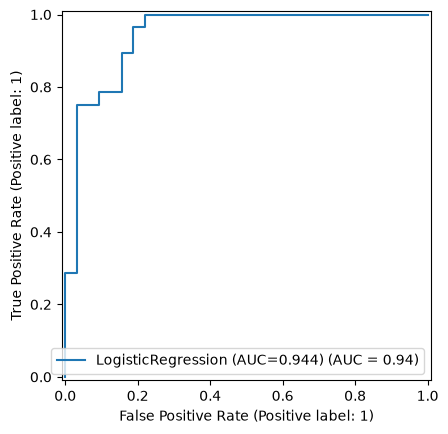 1.0
0.8
0.6
0.4
0.2
0.0
True Positive Rate (Positive label: 1)
LogisticRegression (AUC=0.944) (AUC = 0.94)
0.0 0.2 0.4 0.6 0.8 1.0
False Positive Rate (Positive label: 1)